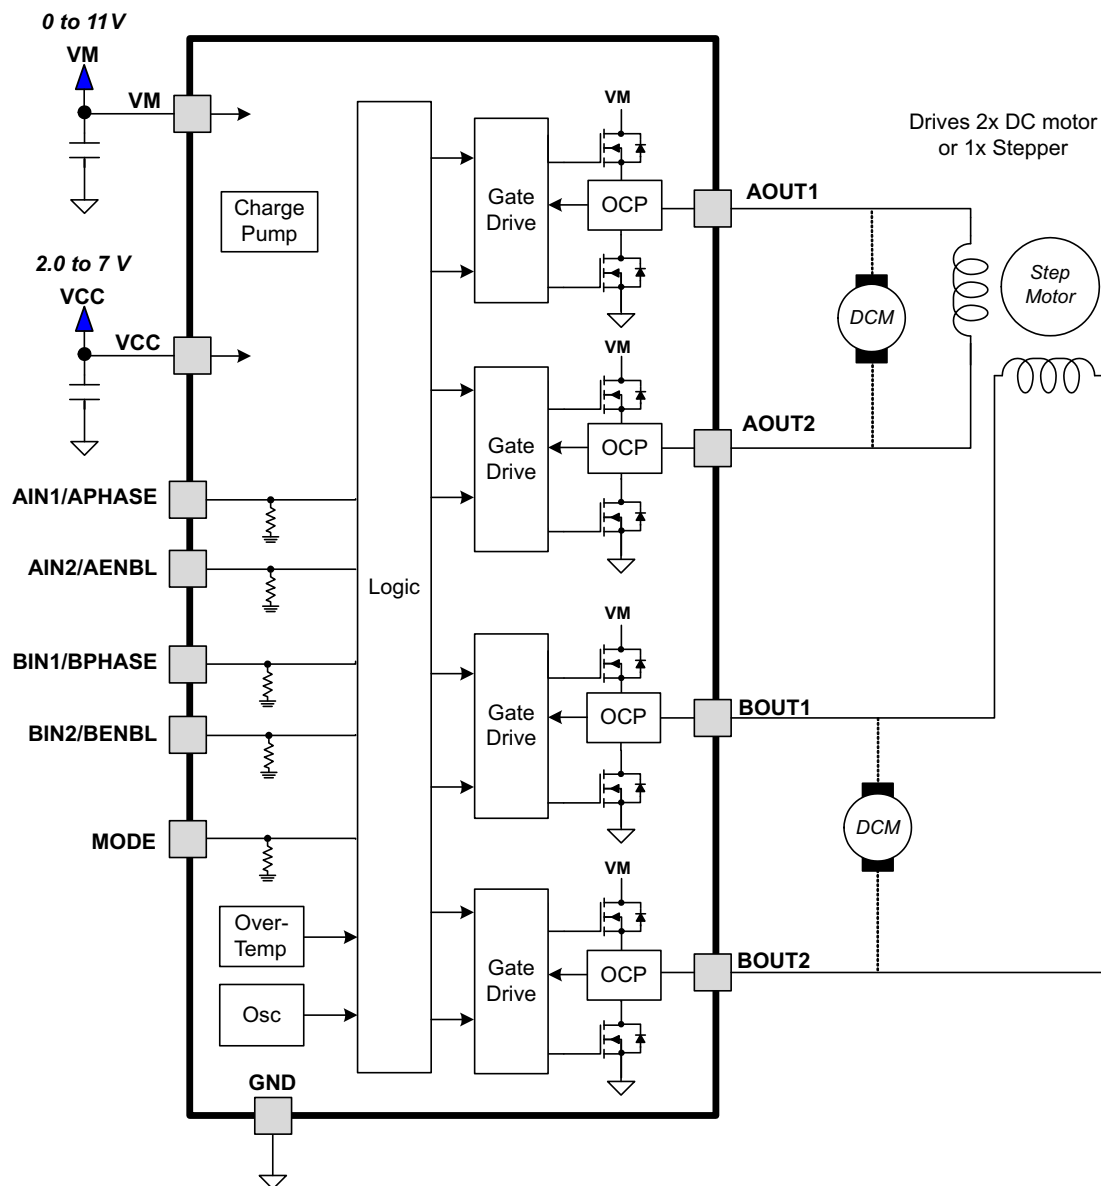 0 to 11V
VM
VM
VM
Drives 2x DC motor
or 1x Stepper
Charge
Pump
Gate
Drive
OCP
AOUT1
2.0 to 7 V
VCC
VCC
Step
Motor
DCM
VM
Gate
Drive
OCP
AOUT2
AIN1/APHASE
AIN2/AENBL
Logic
BIN1/BPHASE
BIN2/BENBL
MODE
VM
Gate
Drive
OCP
BOUT1
DCM
VM
Gate
Drive
OCP
BOUT2
Over-
Temp
Osc
GND